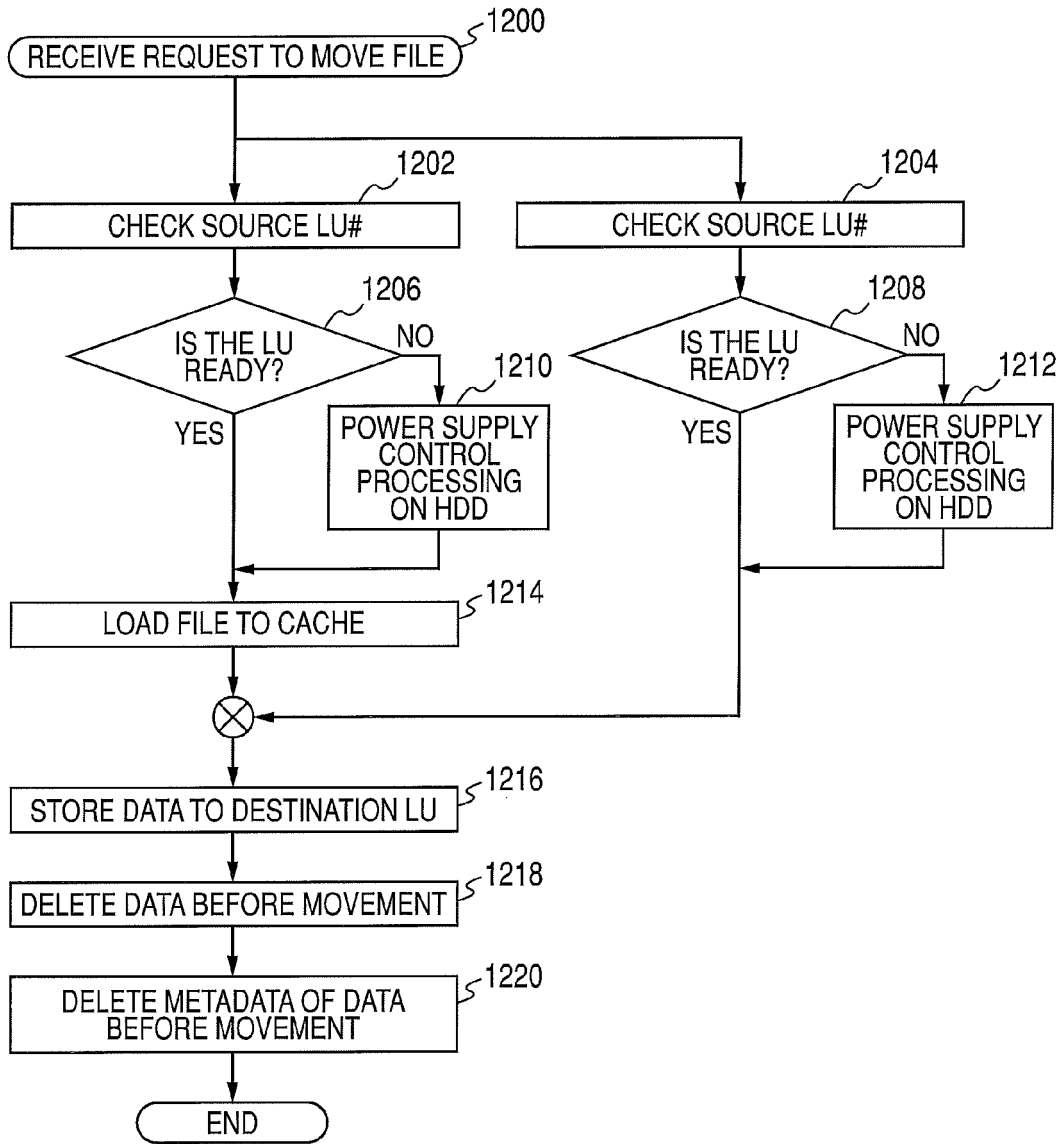 1200
RECEIVE REQUEST TO MOVE FILE
1202
1204
CHECK SOURCE LU#
CHECK SOURCE LU#
1206
1208
IS THE LU
READY?
NO
IS THE LU
READY?
NO
1210
1212
YES
POWER SUPPLY
CONTROL
PROCESSING
ON HDD
YES
POWER SUPPLY
CONTROL
PROCESSING
ON HDD
1214
LOAD FILE TO CACHE
1216
STORE DATA TO DESTINATION LU
1218
DELETE DATA BEFORE MOVEMENT
1220
DELETE METADATA OF DATA
BEFORE MOVEMENT
END